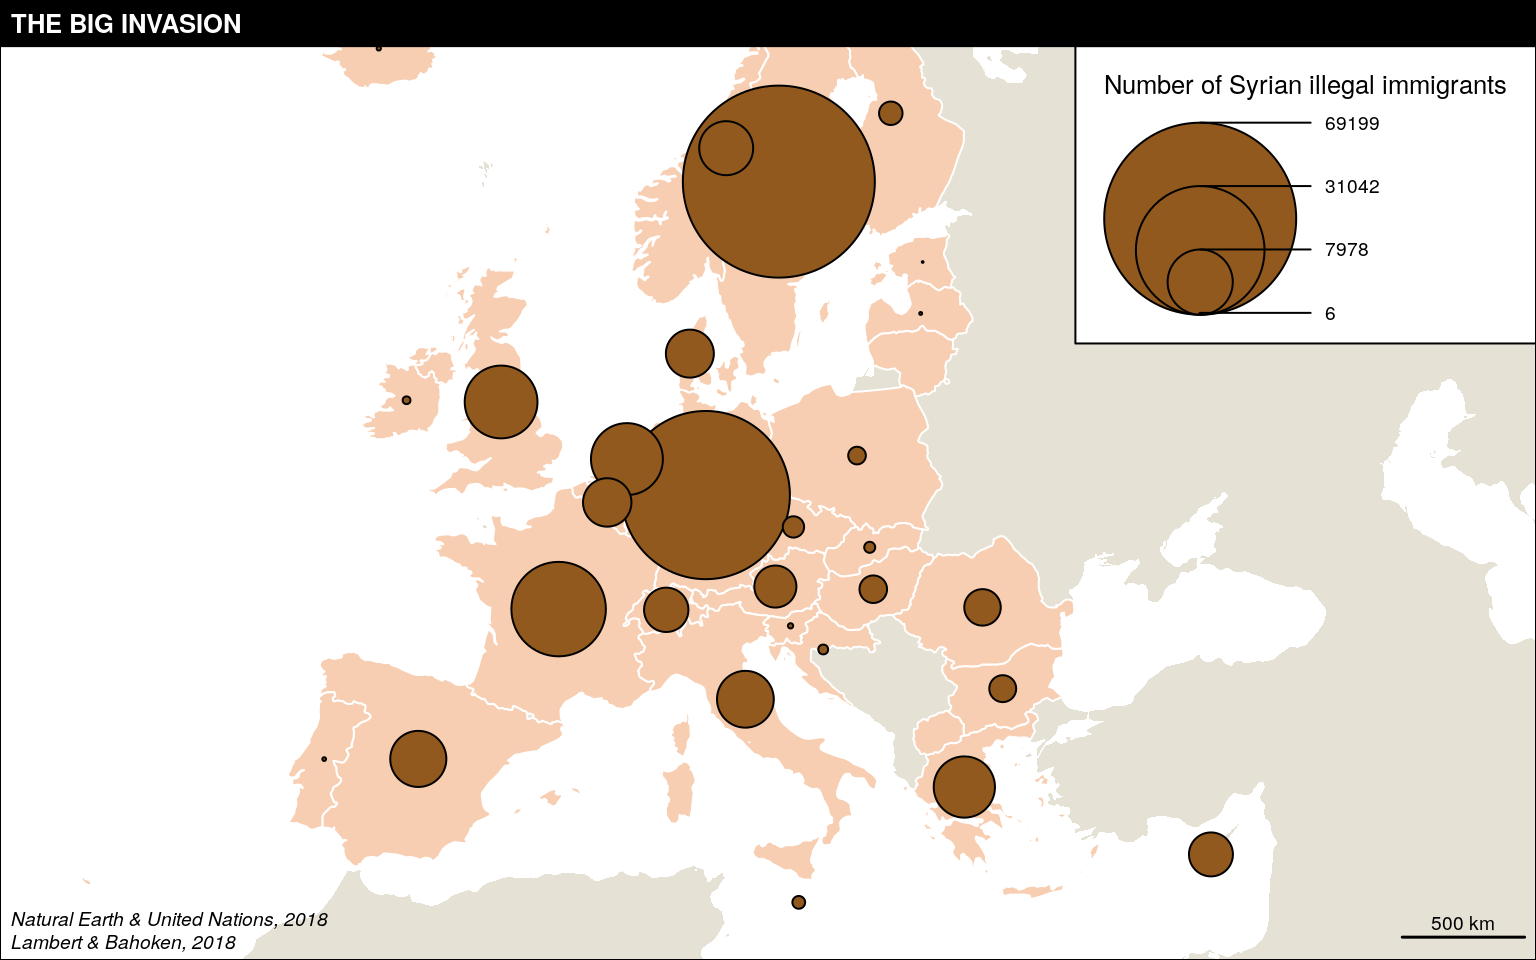 THE BIG INVASION
Number of Syrian illegal immigrants
69199
31042
7978
6
Natural Earth & United Nations, 2018
Lambert & Bahoken, 2018
500 km